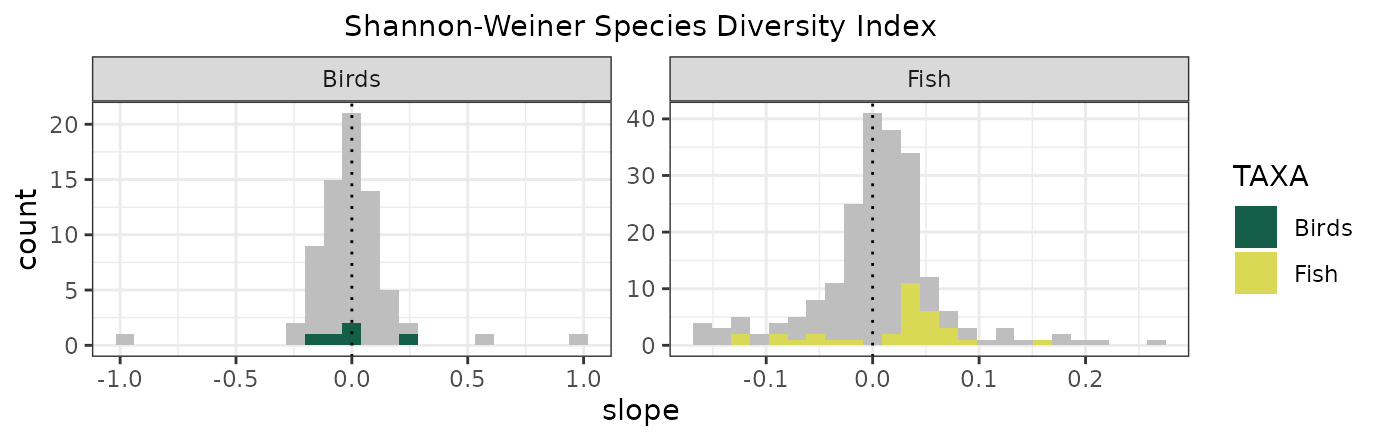 Shannon-Weiner Species Diversity Index
Birds
Fish
count
20
15
10
5
0
40
30
20
10
0
-1.0 -0.5 0.0 0.5 1.0
-0.1 0.0 0.1 0.2
slope
TAXA
Birds
Fish